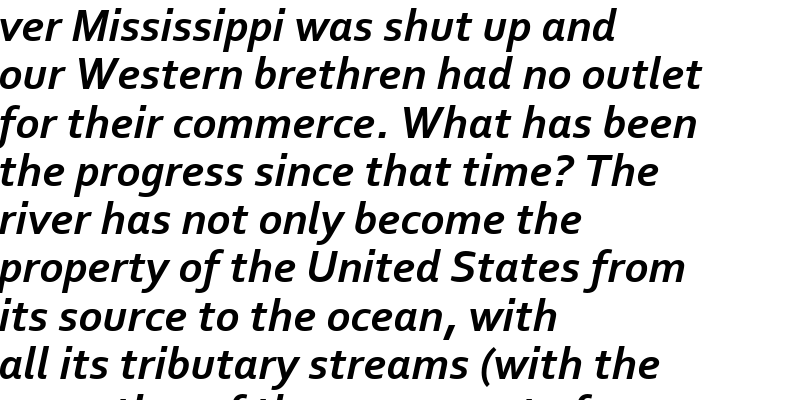 ver Mississippi was shut up and
our Western brethren had no outlet
for their commerce. What has been
the progress since that time? The
river has not only become the
property of the United States from
its source to the ocean, with
all its tributary streams (with the